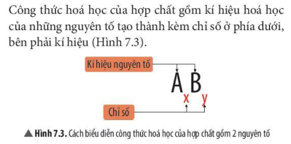 Công thức hoá học của hợp chất gồm kí hiệu hoá học
của những nguyên tố tạo thành kèm chỉ số ở phía dưới,
bên phải kí hiệu (Hình 7.3).
Kí hiệu nguyên tố
A B
x y
Chỉ số
▲ Hình 7.3. Cách biểu diễn công thức hoá học của hợp chất gồm 2 nguyên tố